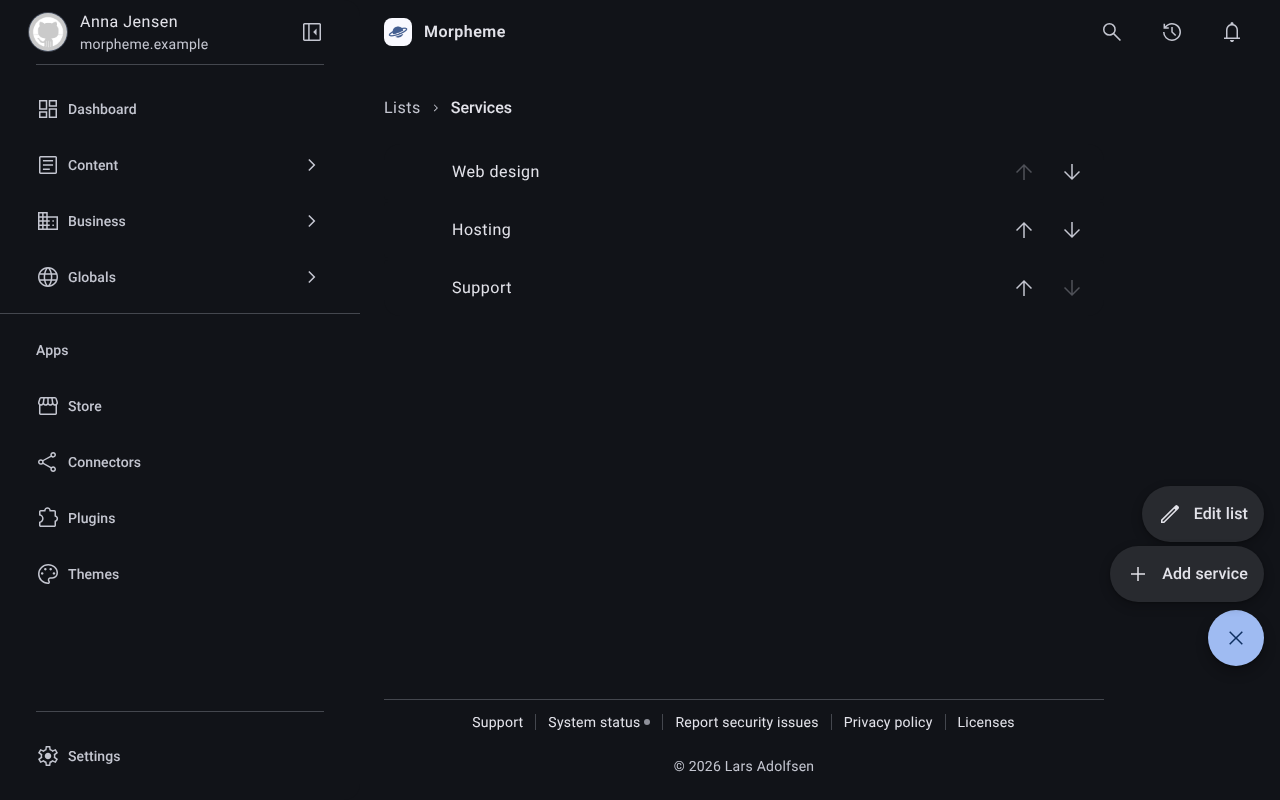 Anna Jensen
morpheme.example
Dashboard
Content
Business
Globals
Apps
Store
Connectors
Plugins
Themes
Settings
Morpheme
Lists > Services
Web design
Hosting
Support
Edit list
Add service
Support
System status
Report security issues
Privacy policy
Licenses
© 2026 Lars Adolfsen